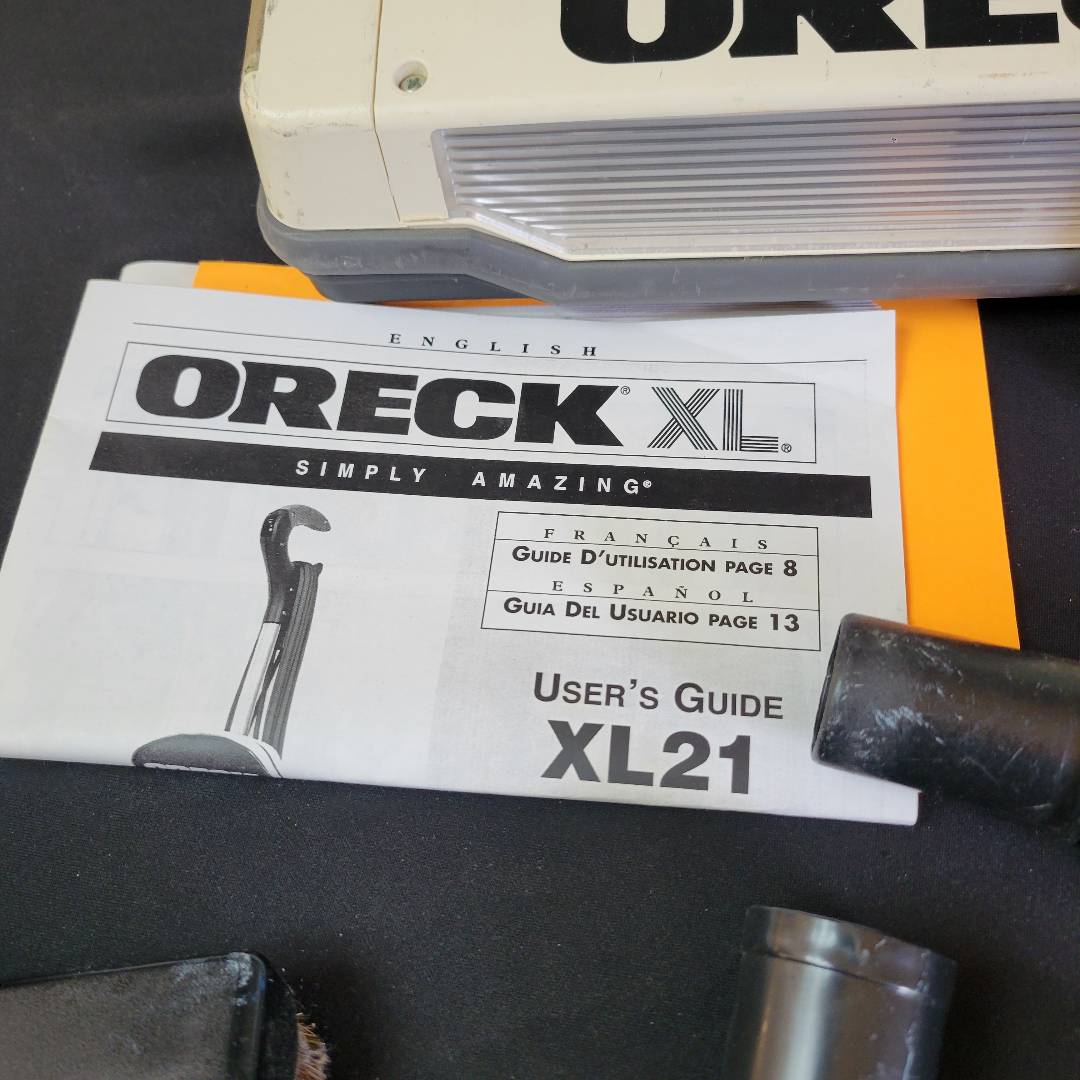 OREC
ENGLISH
ORECK® XL®
SIMPLY AMAZING®
FRANÇAIS
GUIDE D'UTILISATION PAGE 8
ESPAÑOL
GUIA DEL USUARIO PAGE 13
USER'S GUIDE
XL21